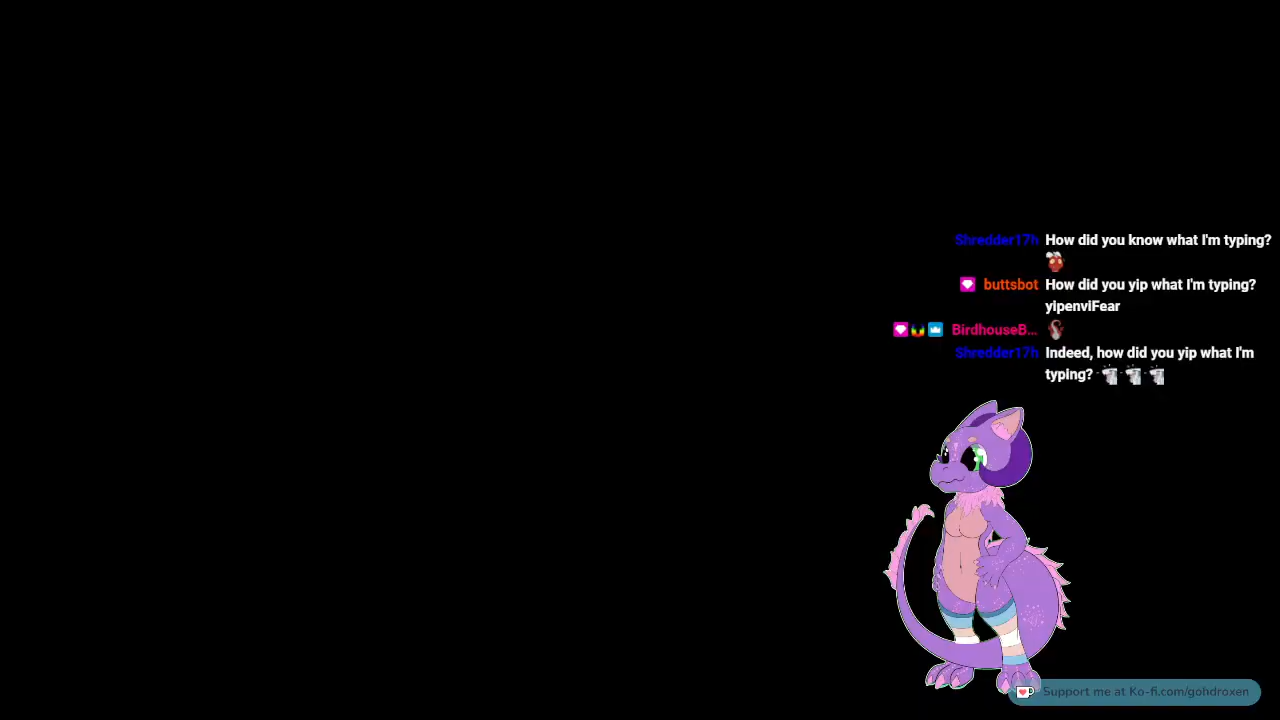 Shredder17h How did you know what I'm typing?
buttsbot How did you yip what I'm typing?
yipenviFear
BirdhouseB...
Shredder17h Indeed, how did you yip what I'm
typing?
Support me at Ko-fi.com/gohdroxen